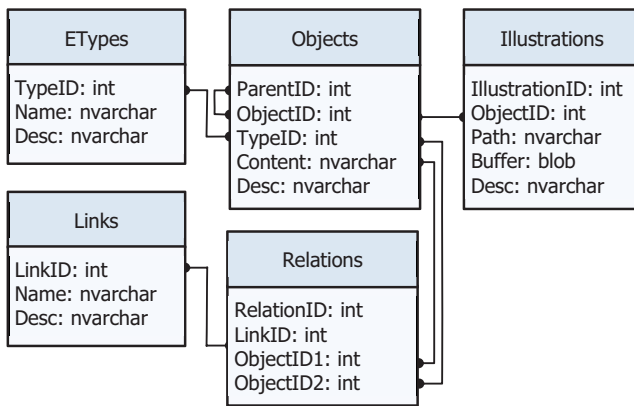 ETypes
TypeID: int
Name: nvarchar
Desc: nvarchar
Objects
ParentID: int
ObjectID: int
TypeID: int
Content: nvarchar
Desc: nvarchar
Illustrations
IllustrationID: int
ObjectID: int
Path: nvarchar
Buffer: blob
Desc: nvarchar
Links
LinkID: int
Name: nvarchar
Desc: nvarchar
Relations
RelationID: int
LinkID: int
ObjectID1: int
ObjectID2: int